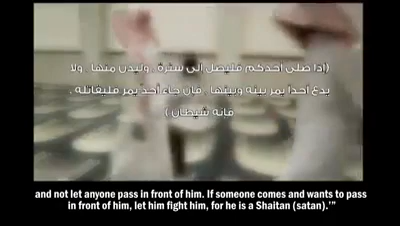 (إذا صلى أحدكم فليصل إلى سترة ، وليدن منها ، ولا
يدع أحدا يمر بينه وبينها ، فإن جاء أحد يمر فليقاتله ،
فإنه شيطان )
and not let anyone pass in front of him. If someone comes and wants to pass
in front of him, let him fight him, for he is a Shaitan (satan).'"